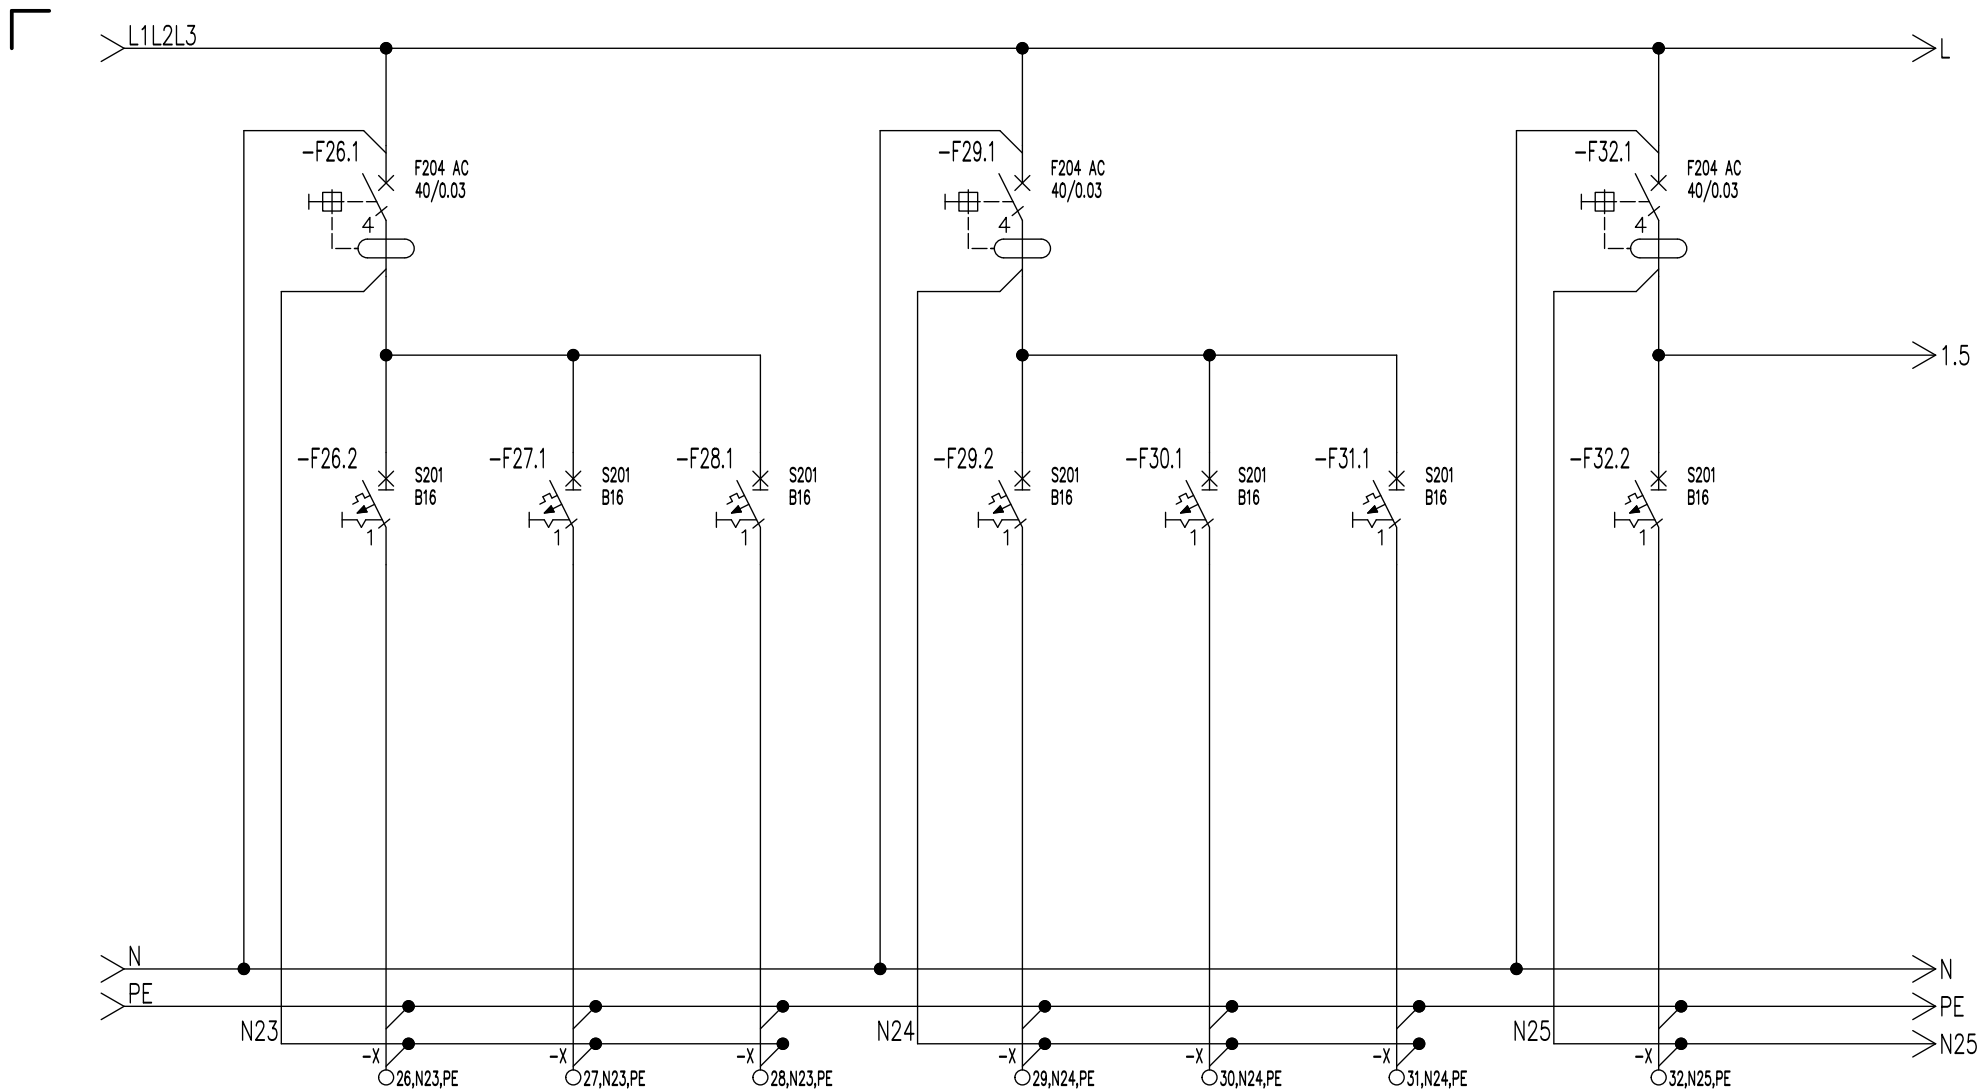 L1L2L3
L
-F26.1
F204 AC
40/0.03
4
-F29.1
F204 AC
40/0.03
4
-F32.1
F204 AC
40/0.03
4
1.5
-F26.2
S201
B16
1
-F27.1
S201
B16
1
-F28.1
S201
B16
1
-F29.2
S201
B16
1
-F30.1
S201
B16
1
-F31.1
S201
B16
1
-F32.2
S201
B16
1
N
N
PE
PE
N23
N24
N25
N25
-X
26,N23,PE
-X
27,N23,PE
-X
28,N23,PE
-X
29,N24,PE
-X
30,N24,PE
-X
31,N24,PE
-X
32,N25,PE